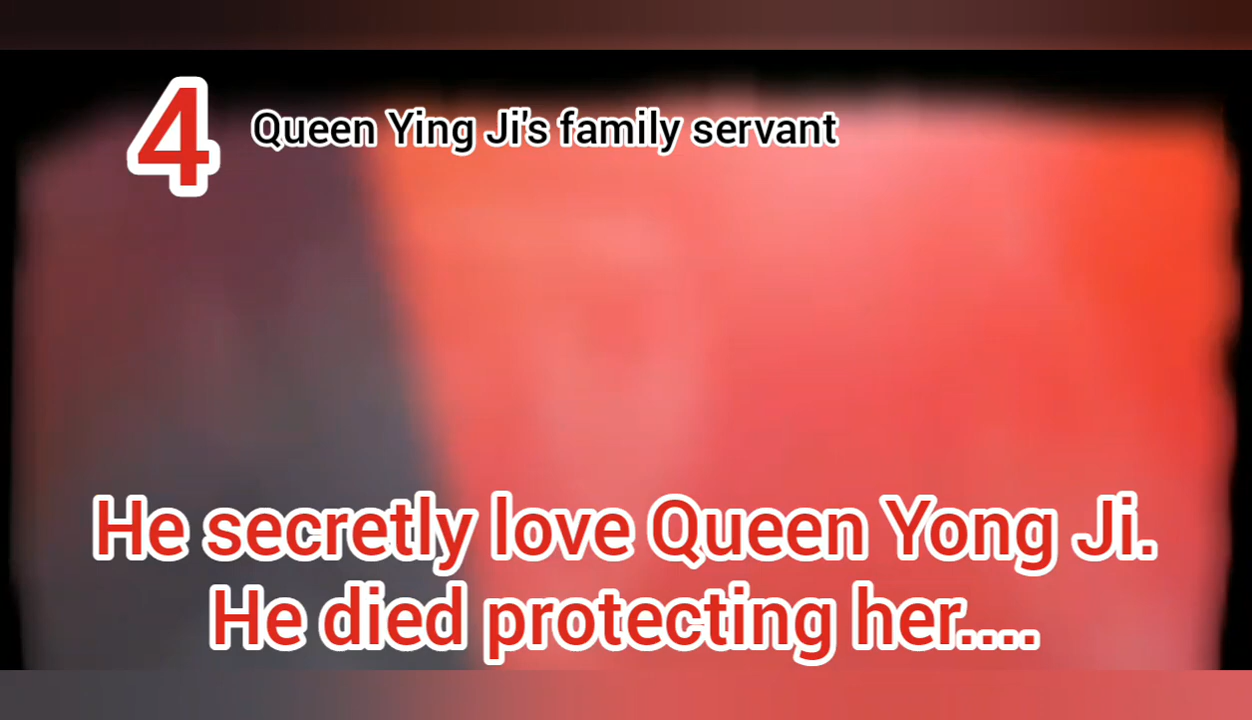 4
Queen Ying Ji's family servant
He secretly love Queen Yong Ji.
He died protecting her....